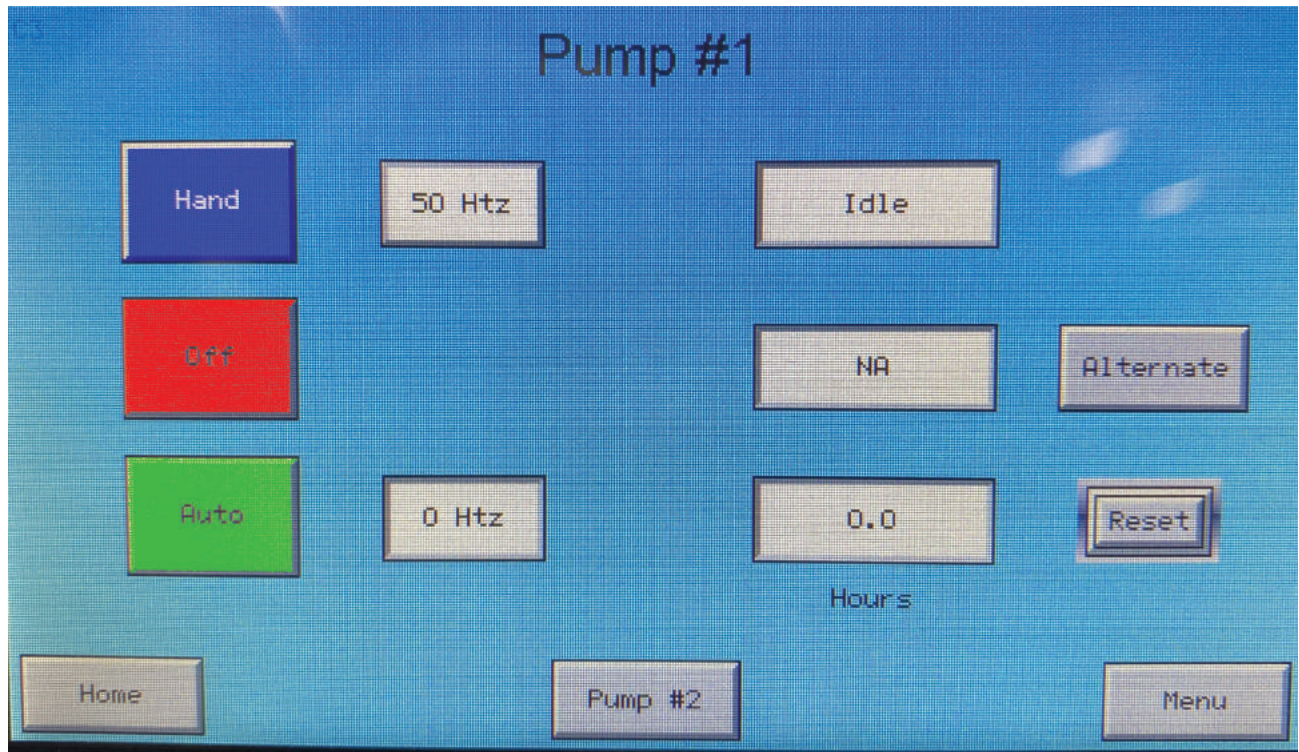 C3
Pump #1
Hand
50 Htz
Idle
Off
NA
Alternate
Auto
0 Htz
0.0
Reset
Hours
Home
Pump #2
Menu